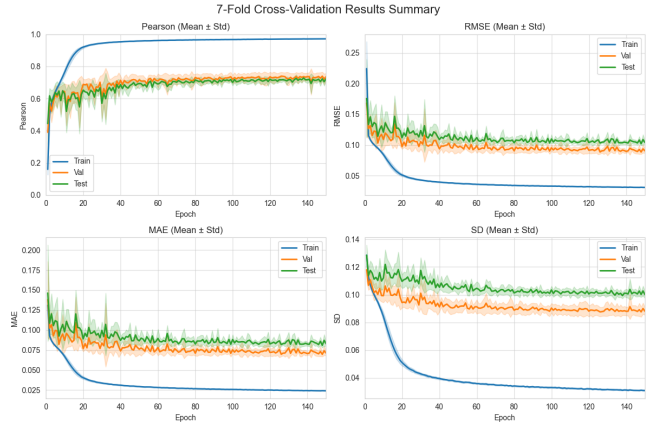 7-Fold Cross-Validation Results Summary
Pearson (Mean ± Std)
1.0
0.8
0.6
0.4
0.2
0.0
Pearson
Train
Val
Test
0 20 40 60 80 100 120 140
Epoch
RMSE (Mean ± Std)
0.25
0.20
0.15
0.10
0.05
RMSE
Train
Val
Test
0 20 40 60 80 100 120 140
Epoch
MAE (Mean ± Std)
0.200
0.175
0.150
0.125
0.100
0.075
0.050
0.025
MAE
Train
Val
Test
0 20 40 60 80 100 120 140
Epoch
SD (Mean ± Std)
0.14
0.12
0.10
0.08
0.06
0.04
SD
Train
Val
Test
0 20 40 60 80 100 120 140
Epoch